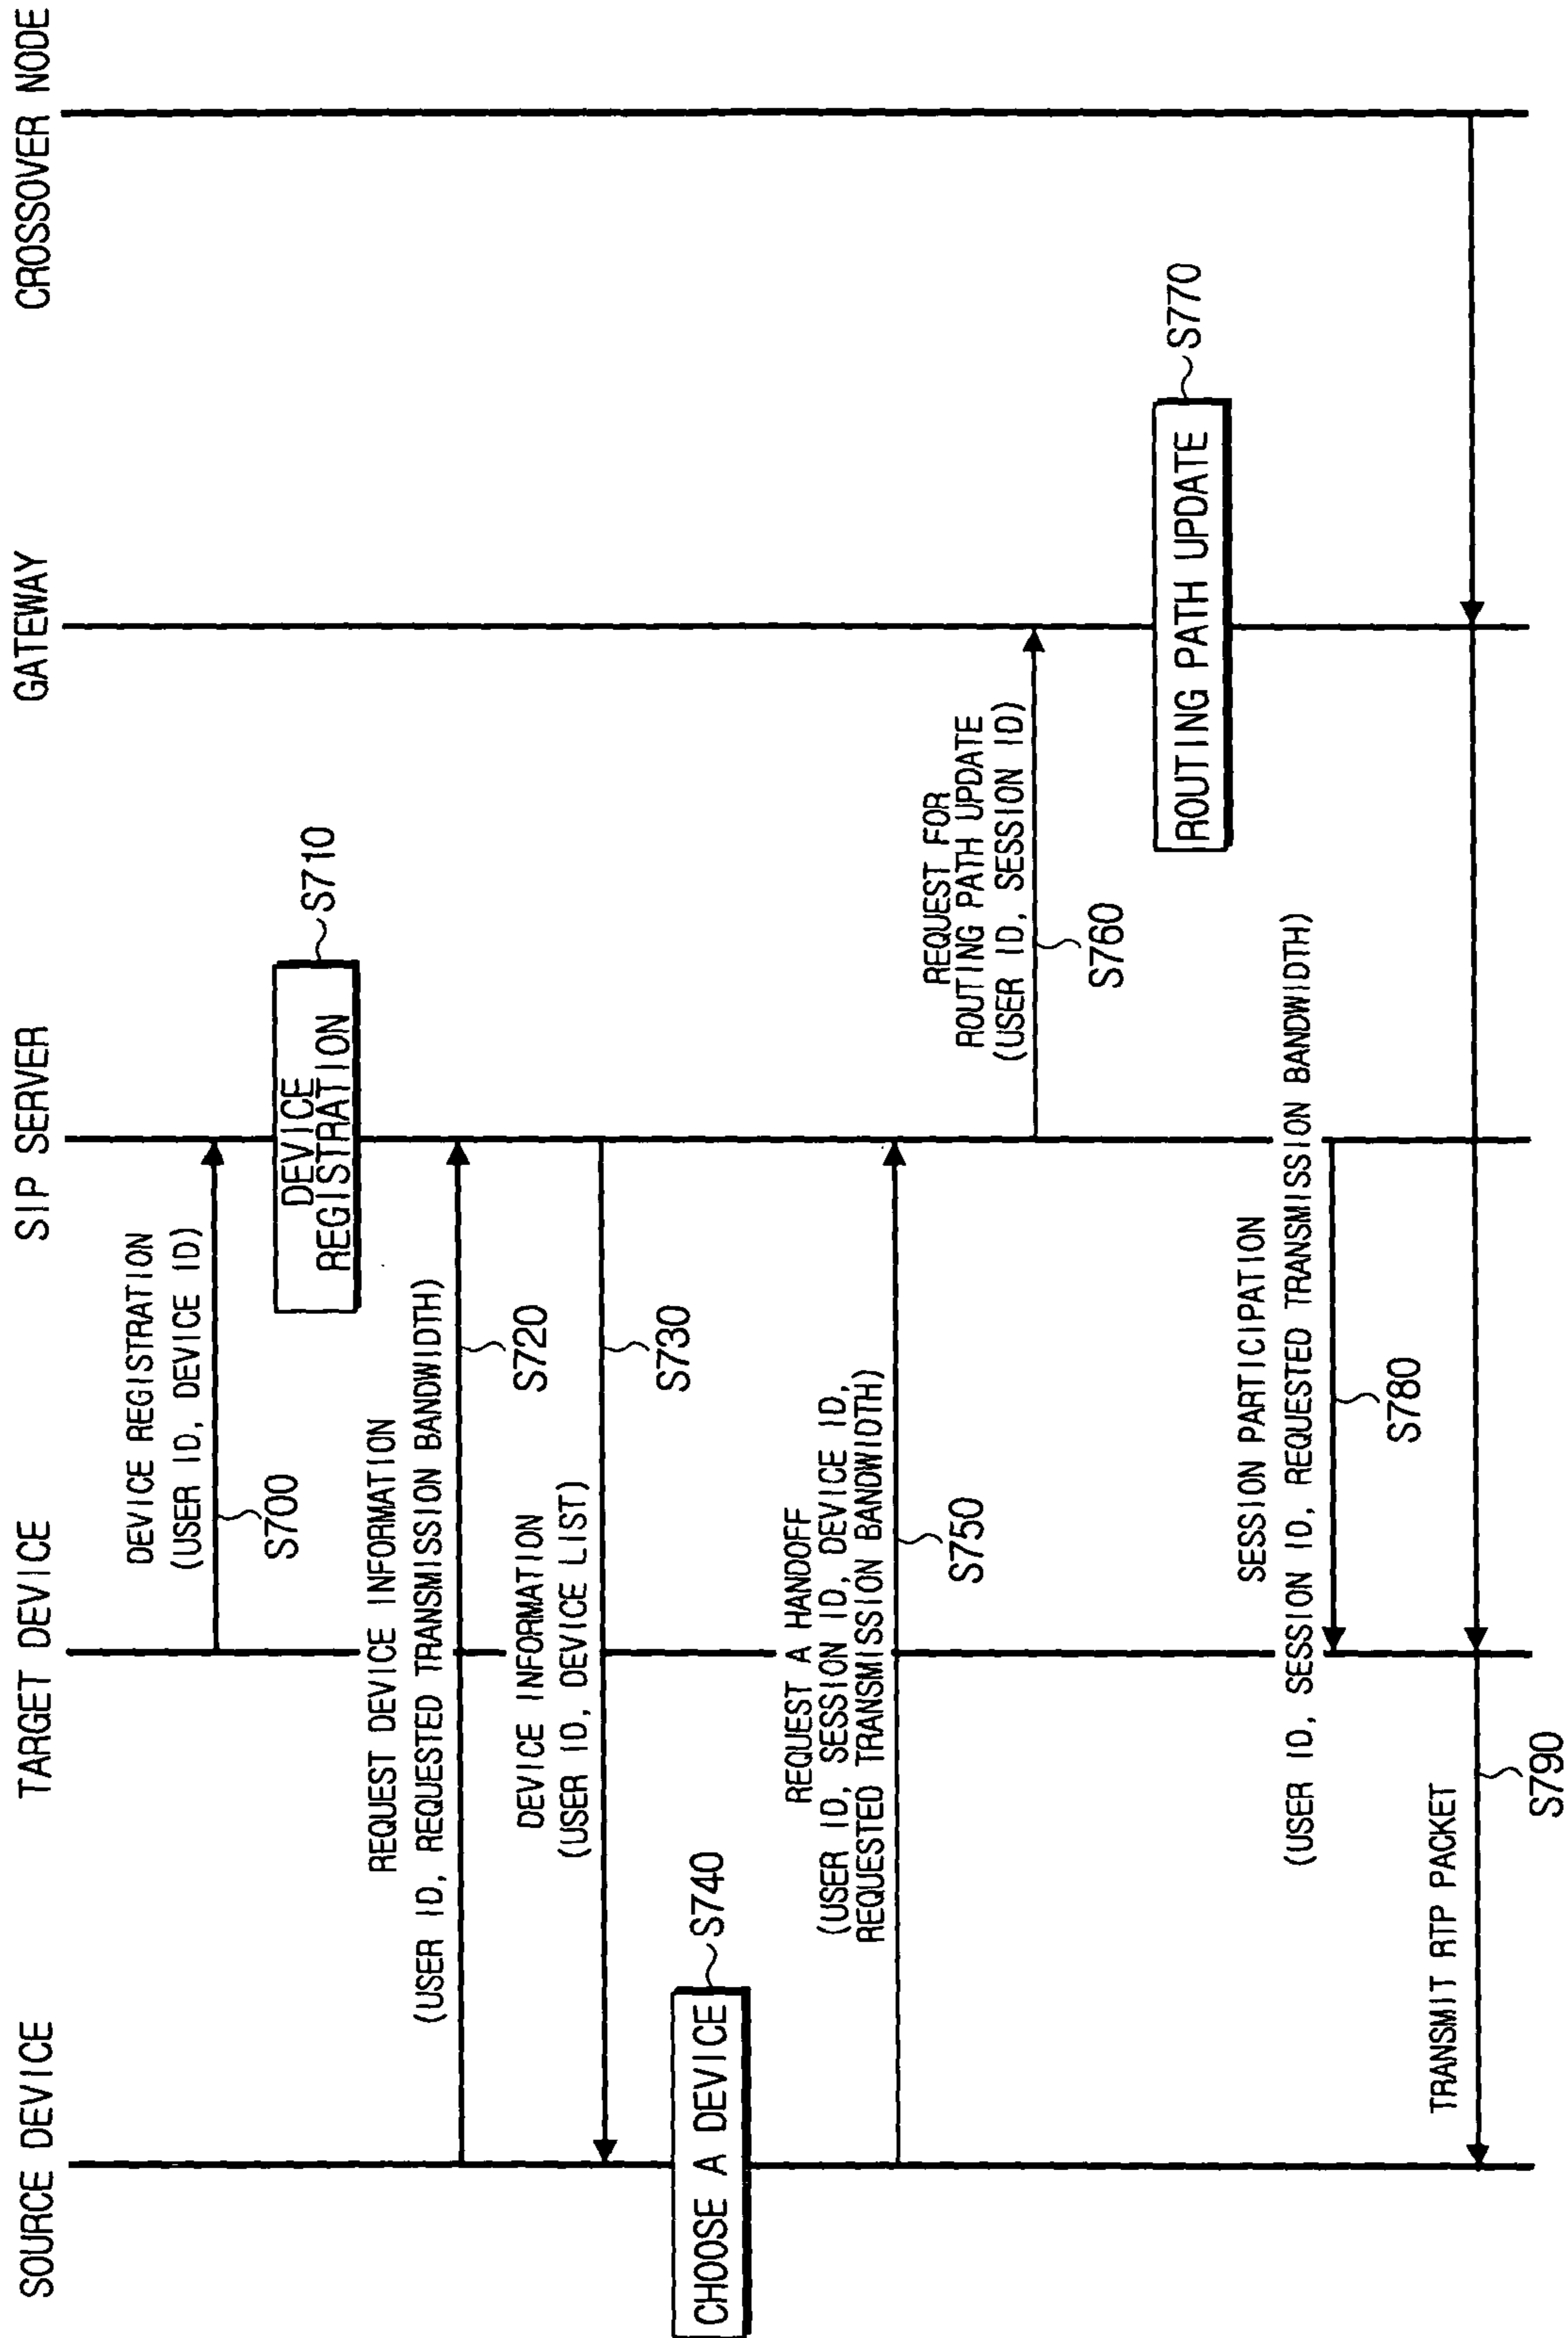 SOURCE DEVICE
TARGET DEVICE
SIP SERVER
GATEWAY
CROSSOVER NODE
DEVICE REGISTRATION
(USER ID, DEVICE ID)
S700
DEVICE
REGISTRATION
S710
REQUEST DEVICE INFORMATION
(USER ID, REQUESTED TRANSMISSION BANDWIDTH)
S720
DEVICE INFORMATION
(USER ID, DEVICE LIST)
S730
CHOOSE A DEVICE
S740
REQUEST A HANDOFF
(USER ID, SESSION ID, DEVICE ID,
REQUESTED TRANSMISSION BANDWIDTH)
S750
REQUEST FOR
ROUTING PATH UPDATE
(USER ID, SESSION ID)
S760
ROUTING PATH UPDATE
S770
SESSION PARTICIPATION
(USER ID, SESSION ID, REQUESTED TRANSMISSION BANDWIDTH)
S780
TRANSMIT RTP PACKET
S790